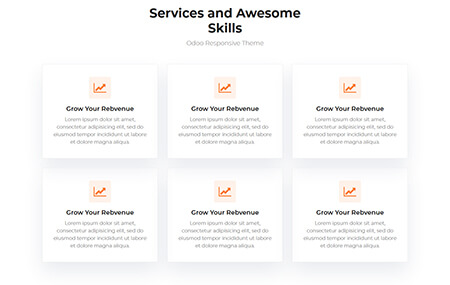 Services and Awesome
Skills
Odoo Responsive Theme
Grow Your Rebvenue
Lorem ipsum dolor sit amet,
consectetur adipisicing elit, sed do
eiusmod tempor incididunt ut labore
et dolore magna aliqua.
Grow Your Rebvenue
Lorem ipsum dolor sit amet,
consectetur adipisicing elit, sed do
eiusmod tempor incididunt ut labore
et dolore magna aliqua.
Grow Your Rebvenue
Lorem ipsum dolor sit amet,
consectetur adipisicing elit, sed do
eiusmod tempor incididunt ut labore
et dolore magna aliqua.
Grow Your Rebvenue
Lorem ipsum dolor sit amet,
consectetur adipisicing elit, sed do
eiusmod tempor incididunt ut labore
et dolore magna aliqua.
Grow Your Rebvenue
Lorem ipsum dolor sit amet,
consectetur adipisicing elit, sed do
eiusmod tempor incididunt ut labore
et dolore magna aliqua.
Grow Your Rebvenue
Lorem ipsum dolor sit amet,
consectetur adipisicing elit, sed do
eiusmod tempor incididunt ut labore
et dolore magna aliqua.